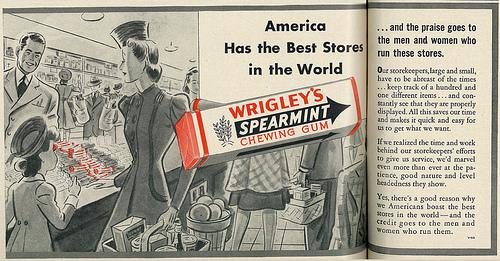 America
Has the Best Stores
in the World
WRIGLEY'S
SPEARMINT
CHEWING GUM
...and the praise goes to
the men and women who
run these stores.
Our storekeepers, large and small,
have to be abreast of the times
...keep track of a hundred and
one different items...and con-
stantly see that they are properly
displayed. All this saves our time
and makes it quick and easy for
us to get what we want.
If we realized the time and work
behind our storekeepers' efforts
to give us service, we'd marvel
even more than ever at the pa-
tience, good nature and level
headedness they show.
Yes, there's a good reason why
we Americans boast the best
stores in the world—and the
credit goes to the men and
women who run them.